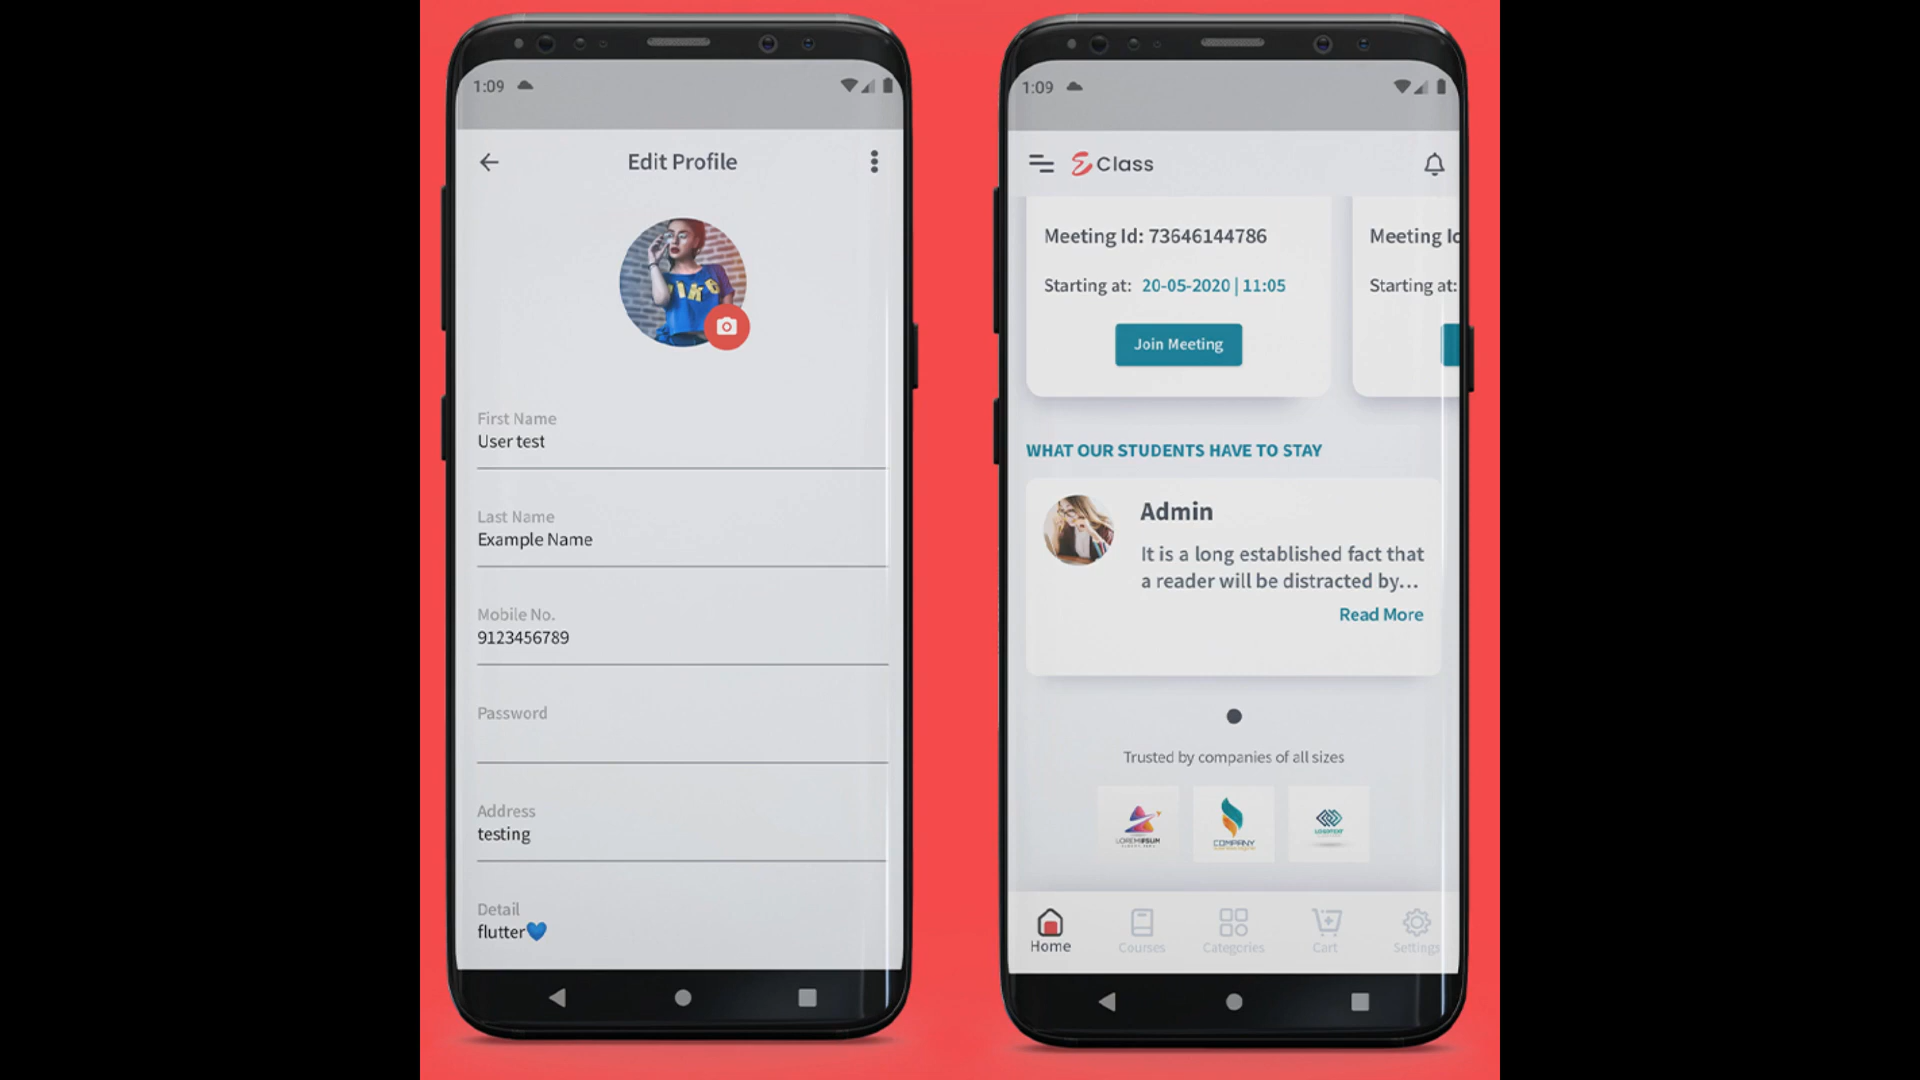 1:09
Edit Profile
First Name
User test
Last Name
Example Name
Mobile No.
9123456789
Password
Address
testing
Detail
flutter💙
1:09
Class
Meeting Id: 73646144786
Starting at: 20-05-2020 | 11:05
Join Meeting
Meeting Id
Starting at:
WHAT OUR STUDENTS HAVE TO STAY
Admin
It is a long established fact that
a reader will be distracted by...
Read More
Trusted by companies of all sizes
LOREMIPSUM
COMPANY
Home
Courses
Categories
Cart
Settings